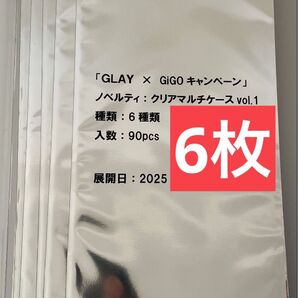 「GLAY × GiGO キャンペーン」
ノベルティ：クリアマルチケース vol.1
種類：6 種類
入数：90pcs
展開日：2025
6枚